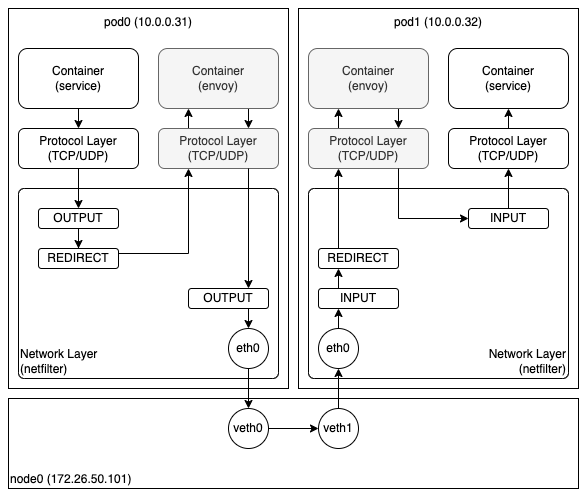 pod0 (10.0.0.31)
Container
(service)
Container
(envoy)
Protocol Layer
(TCP/UDP)
Protocol Layer
(TCP/UDP)
OUTPUT
REDIRECT
OUTPUT
eth0
Network Layer
(netfilter)
pod1 (10.0.0.32)
Container
(envoy)
Container
(service)
Protocol Layer
(TCP/UDP)
Protocol Layer
(TCP/UDP)
INPUT
REDIRECT
INPUT
eth0
Network Layer
(netfilter)
veth0
veth1
node0 (172.26.50.101)